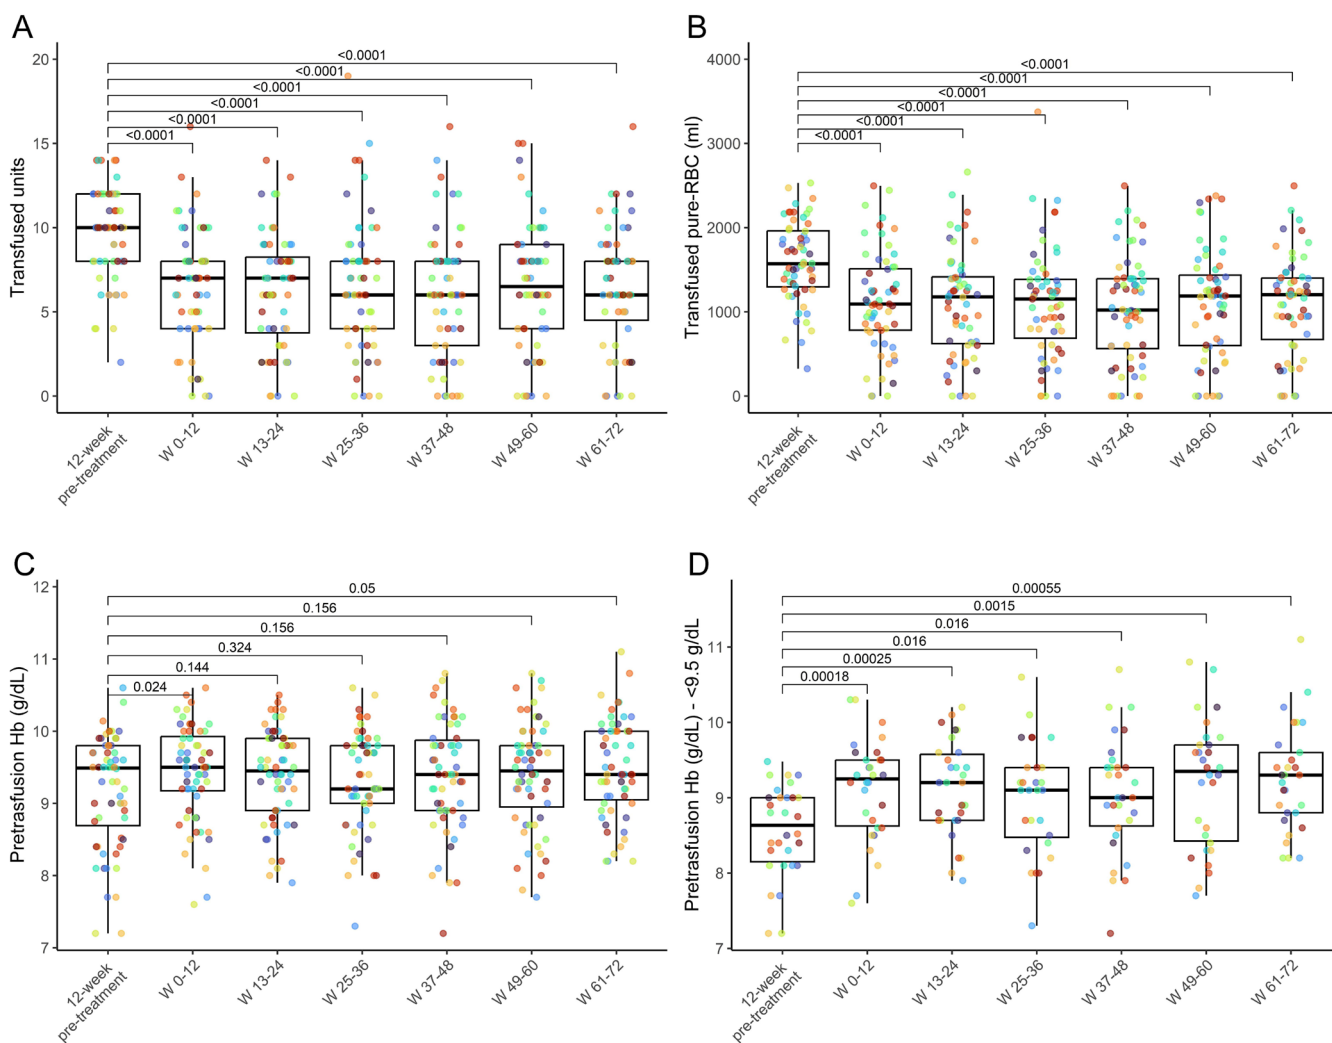 A
Transfused units
20
15
10
5
0
<0.0001
<0.0001
<0.0001
<0.0001
<0.0001
<0.0001
12-week
pre-treatment
W 0-12
W 13-24
W 25-36
W 37-48
W 49-60
W 61-72
B
Transfused pure-RBC (ml)
4000
3000
2000
1000
0
<0.0001
<0.0001
<0.0001
<0.0001
<0.0001
<0.0001
12-week
pre-treatment
W 0-12
W 13-24
W 25-36
W 37-48
W 49-60
W 61-72
C
Pretrasfusion Hb (g/dL)
12
11
10
9
8
7
0.05
0.156
0.156
0.324
0.144
0.024
12-week
pre-treatment
W 0-12
W 13-24
W 25-36
W 37-48
W 49-60
W 61-72
D
Pretrasfusion Hb (g/dL) - <9.5 g/dL
11
10
9
8
7
0.00055
0.0015
0.016
0.016
0.00025
0.00018
12-week
pre-treatment
W 0-12
W 13-24
W 25-36
W 37-48
W 49-60
W 61-72